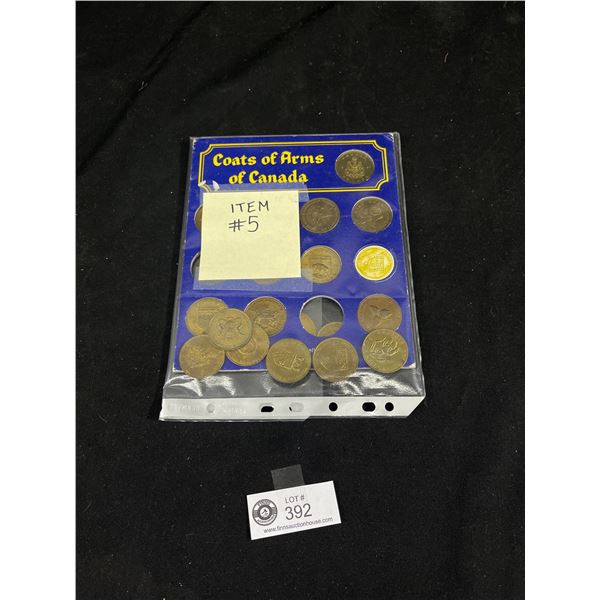 Coats of Arms
of Canada
ITEM
#5
LOT #
392
www.finnsauctionhouse.com